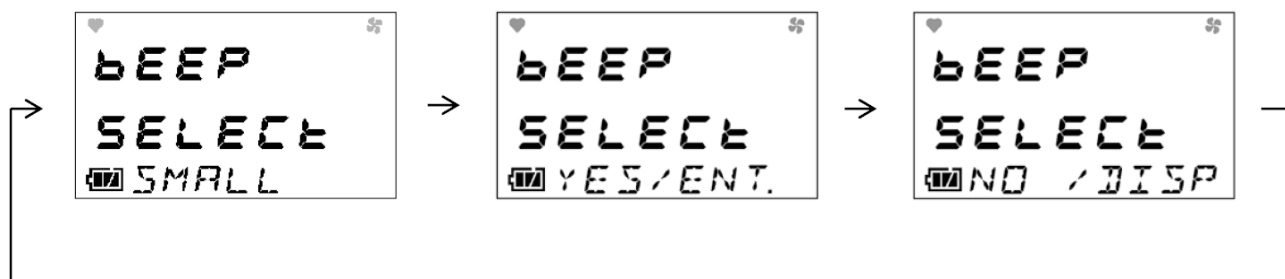 bEEP
SELECt
SMALL
bEEP
SELECt
YES/ENT.
bEEP
SELECt
NO /DISP